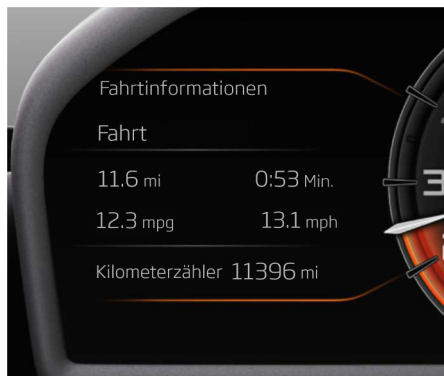 Fahrtinformationen
Fahrt
11.6 mi 0:53 Min.
12.3 mpg 13.1 mph
Kilometerzähler 11396 mi